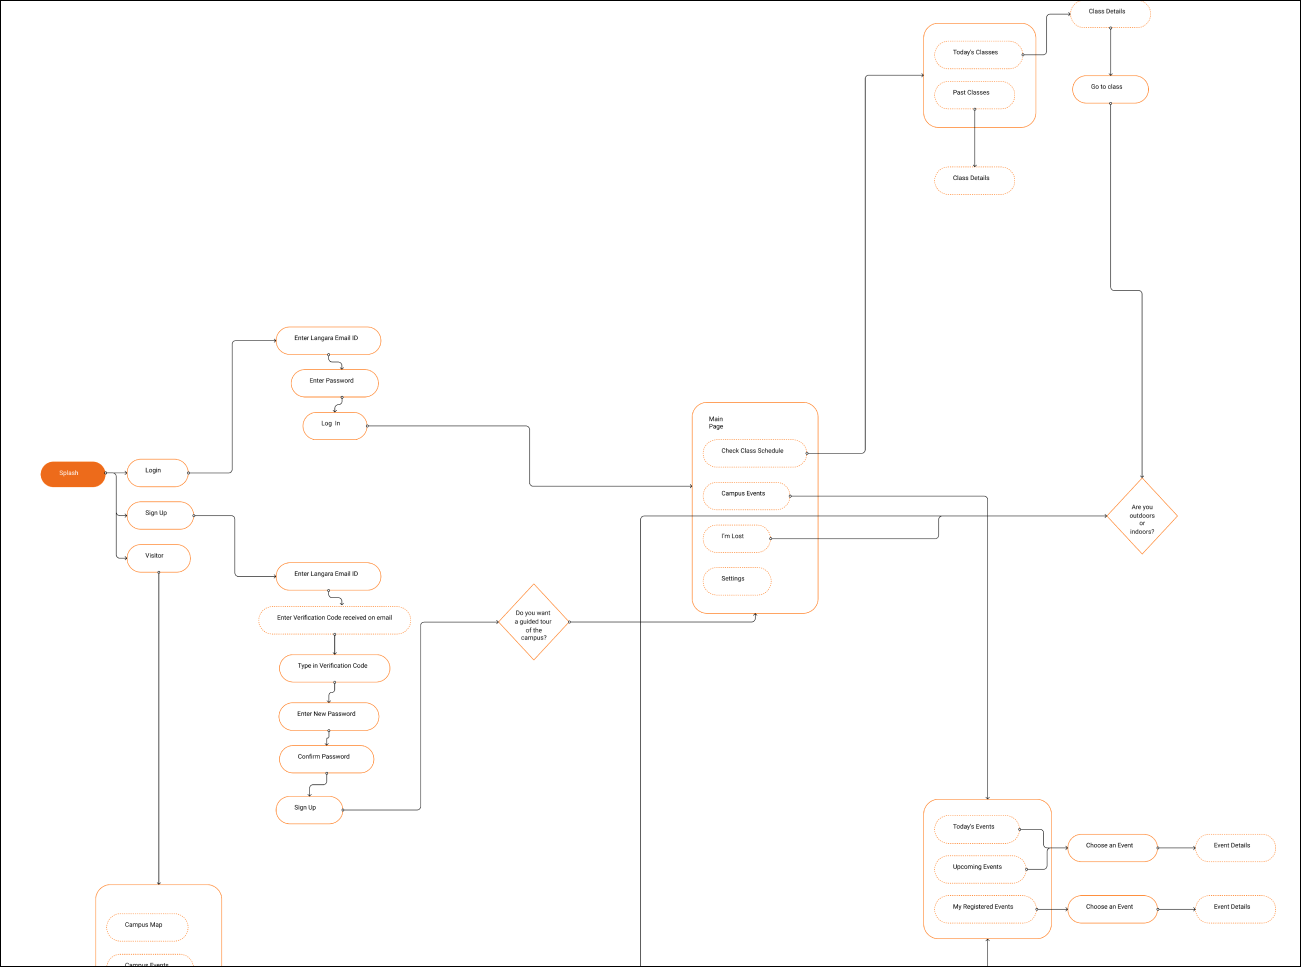 Class Details
Today's Classes
Past Classes
Go to class
Class Details
Enter Langara Email ID
Enter Password
Log In
Splash
Login
Sign Up
Visitor
Main
Page
Check Class Schedule
Campus Events
I'm Lost
Settings
Are you
outdoors
or
indoors?
Enter Langara Email ID
Enter Verification Code received on email
Type in Verification Code
Enter New Password
Confirm Password
Sign Up
Do you want
a guided tour
of the
campus?
Today's Events
Upcoming Events
My Registered Events
Choose an Event
Event Details
Choose an Event
Event Details
Campus Map
Campus Events